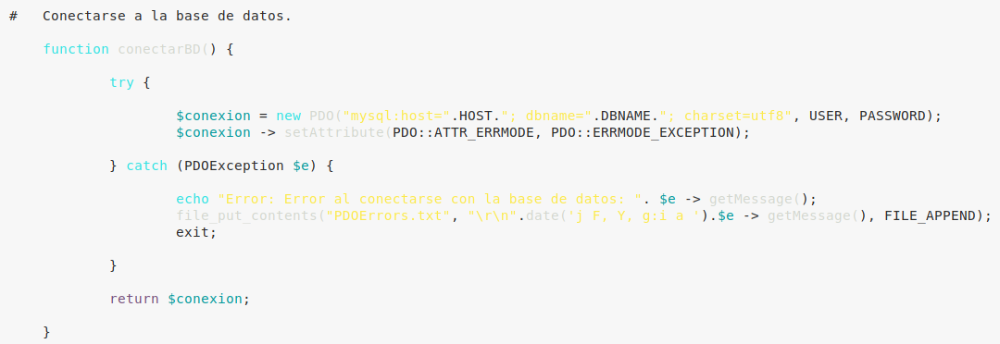 #   Conectarse a la base de datos.
function conectarBD() {
try {
$conexion = new PDO("mysql:host=".HOST."; dbname=".DBNAME."; charset=utf8", USER, PASSWORD);
$conexion -> setAttribute(PDO::ATTR_ERRMODE, PDO::ERRMODE_EXCEPTION);
} catch (PDOException $e) {
echo "Error: Error al conectarse con la base de datos: ". $e -> getMessage();
file_put_contents("PDOErrors.txt", "\r\n".date('j F, Y, g:i a ').$e -> getMessage(), FILE_APPEND);
exit;
}
return $conexion;
}